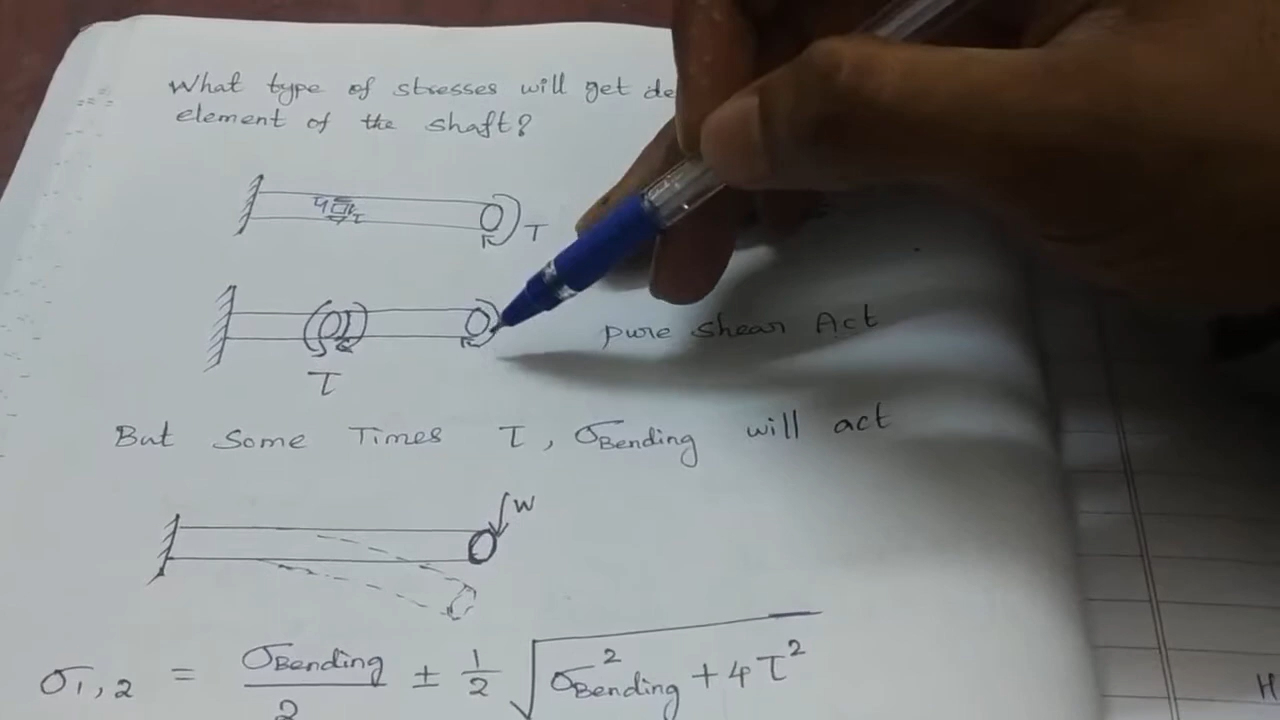 What type of stresses will get de
element of the shaft?
T
pure shear Act
τ
But Some Times τ, σBending will act
W
σ1,2 = σBending/2 ± 1/2 √σ²Bending + 4τ²
H